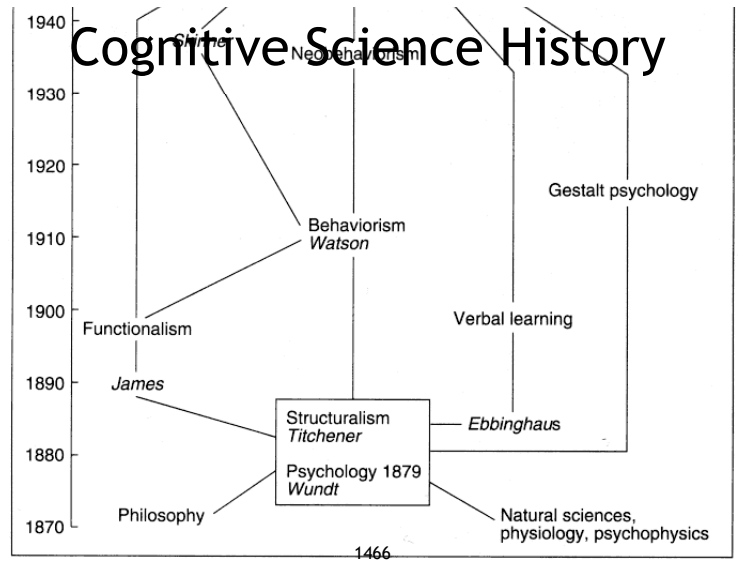 1940
Cognitive Science History
Skinner
Neobehaviorism
1930
1920
Gestalt psychology
Behaviorism
Watson
1910
1900
Functionalism
Verbal learning
1890
James
Structuralism
Titchener
Ebbinghaus
1880
Psychology 1879
Wundt
Philosophy
Natural sciences,
physiology, psychophysics
1870
1466